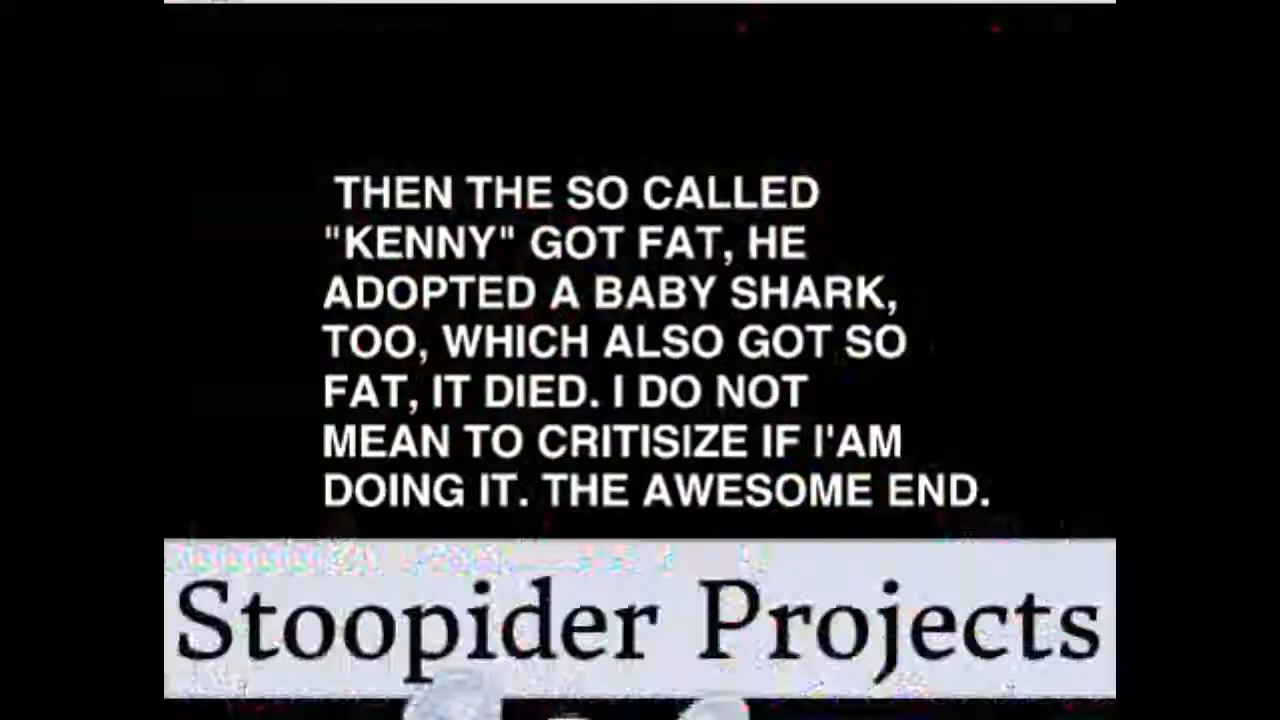 THEN THE SO CALLED
"KENNY" GOT FAT, HE
ADOPTED A BABY SHARK,
TOO, WHICH ALSO GOT SO
FAT, IT DIED. I DO NOT
MEAN TO CRITISIZE IF I'AM
DOING IT. THE AWESOME END.
Stoopider Projects